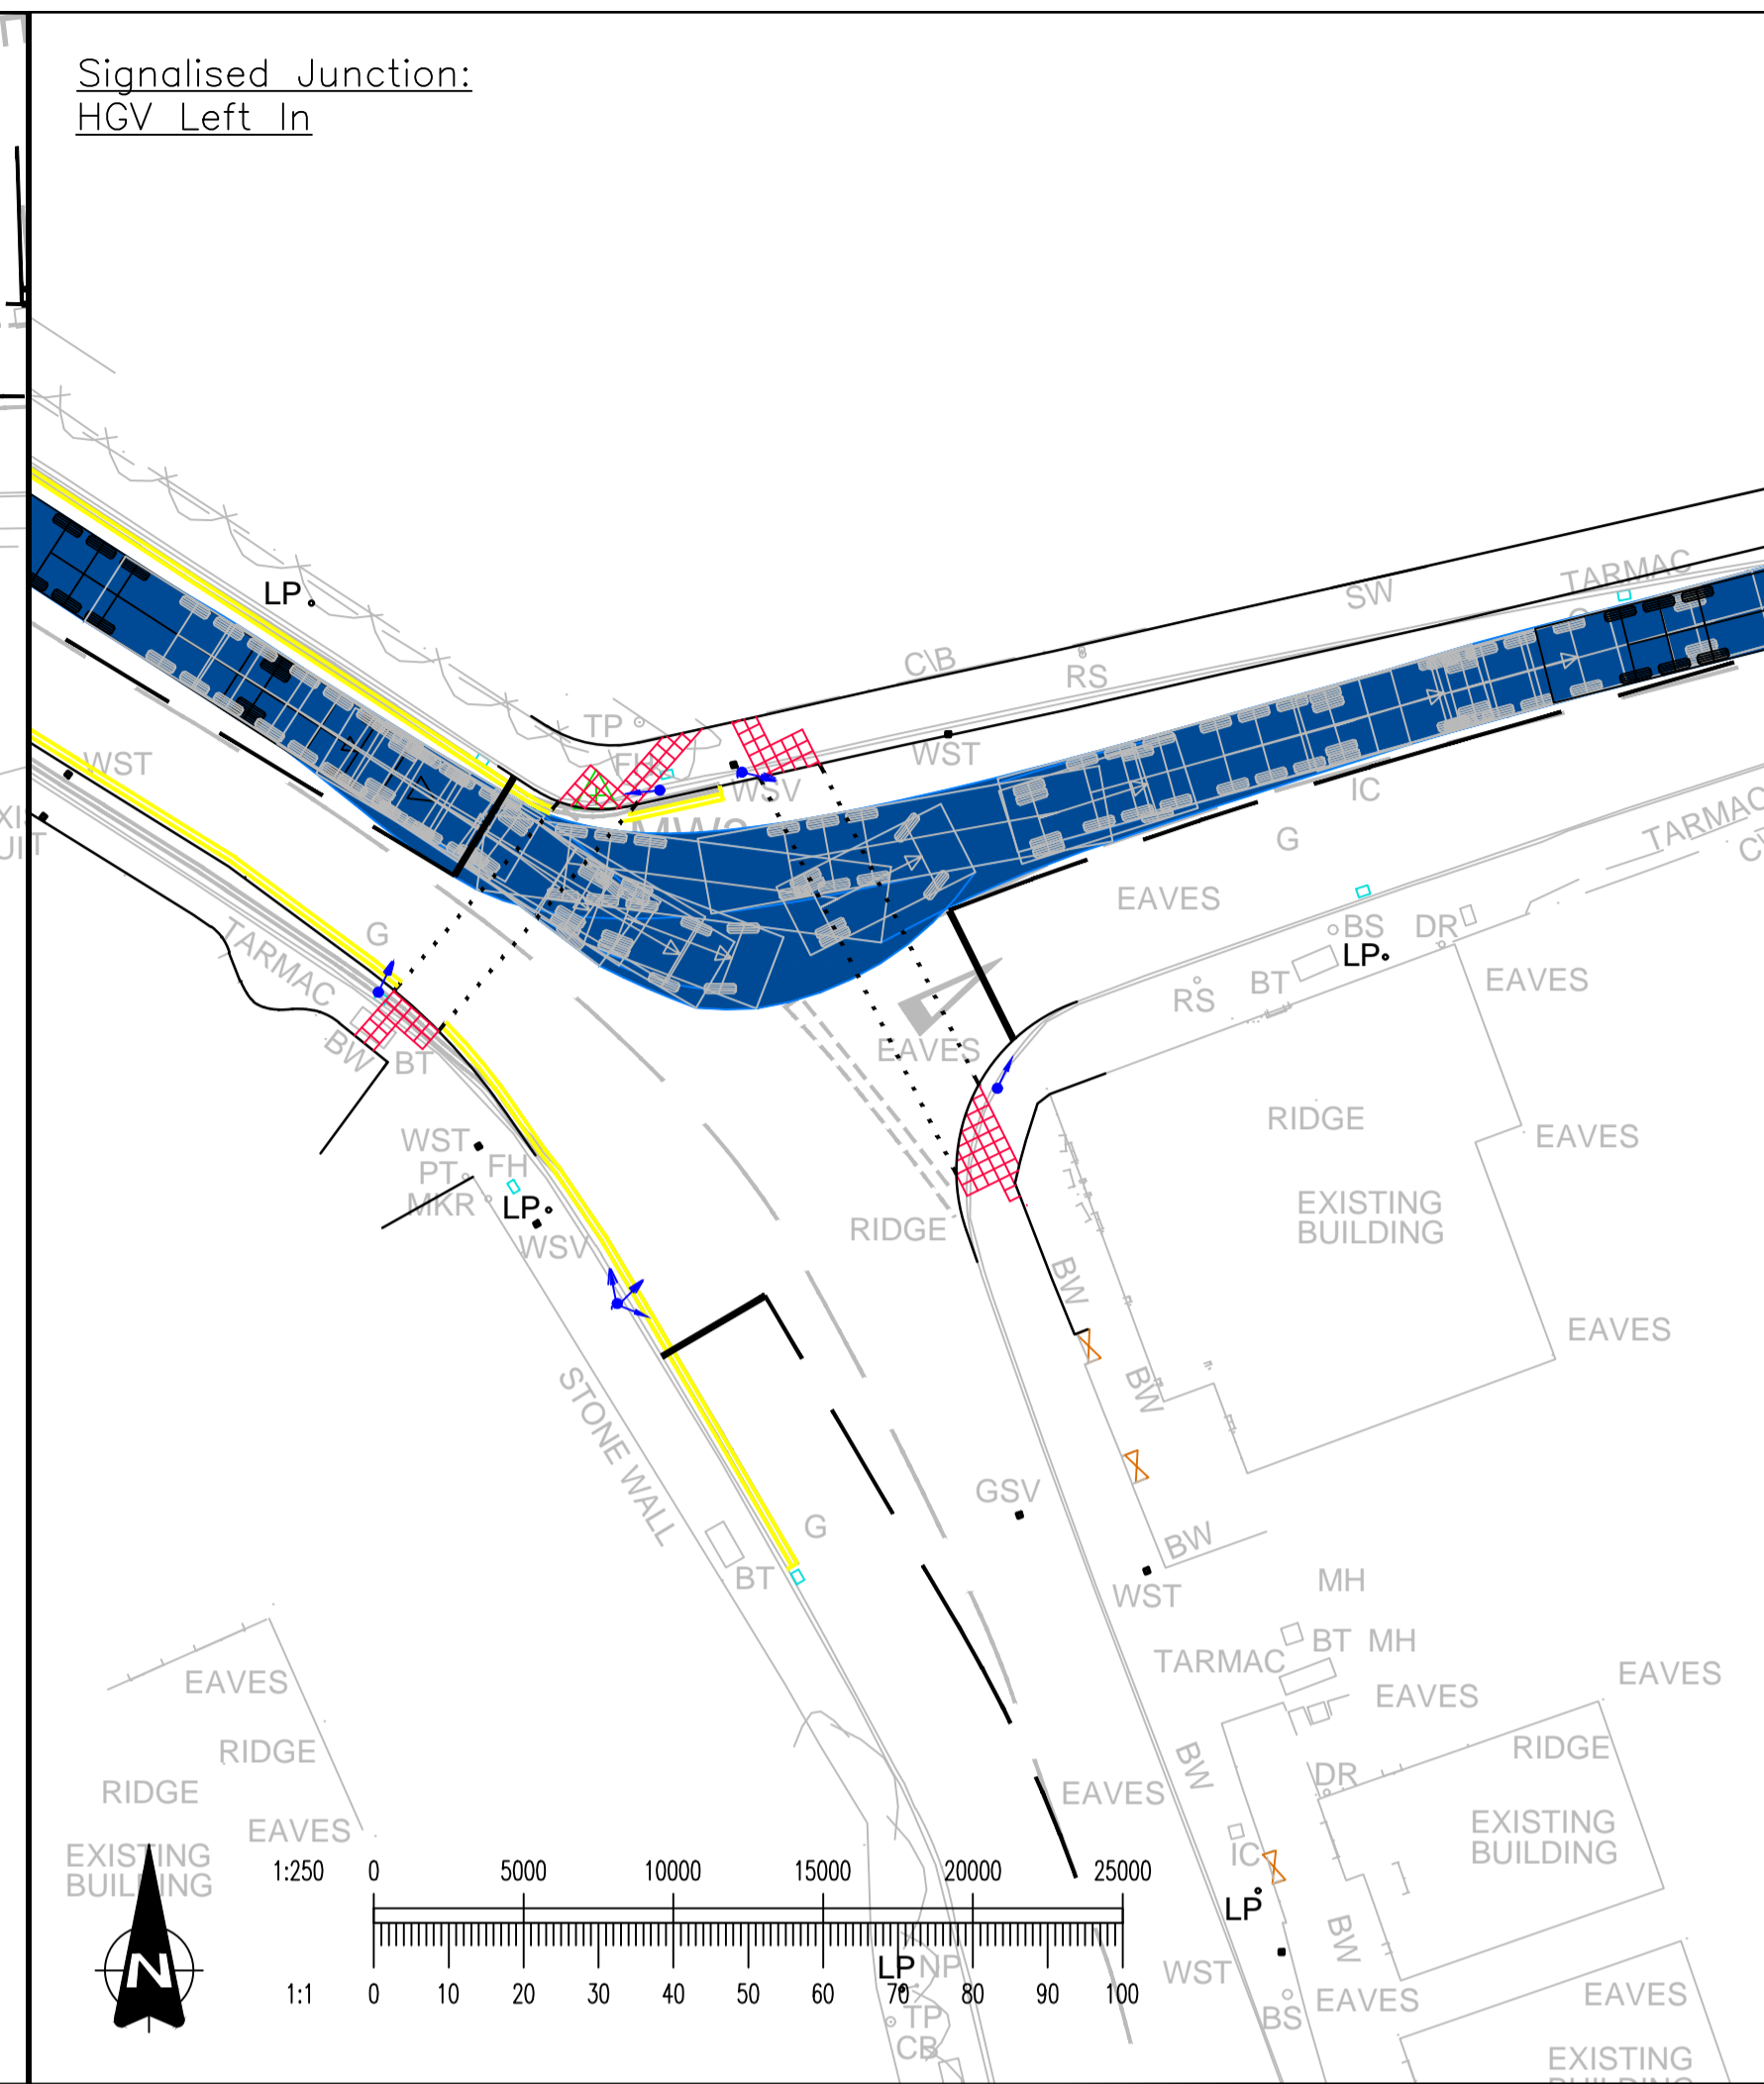 Signalised Junction:
HGV Left In
LP
TARMAC
SW
C\B
RS
TP
FH
WST
WST
WSV
IC
TARMAC
G
EAVES
BS
DR
LP
G
TARMAC
EAVES
RS
BT
BW
BT
EAVES
RIDGE
EAVES
WST
PT
FH
MKR
LP
WSV
RIDGE
EXISTING
BUILDING
BW
EAVES
BW
STONE WALL
GSV
G
BW
BT
WST
MH
BT
MH
TARMAC
EAVES
EAVES
EAVES
RIDGE
RIDGE
RIDGE
BW
DR
EAVES
EAVES
EXISTING
BUILDING
EXISTING
BUILDING
IC
LP
BW
1:250
0
5000
10000
15000
20000
25000
N
LP
NP
WST
1:1
0
10
20
30
40
50
60
70
80
90
100
TP
CB
BS
EAVES
EAVES
EXISTING